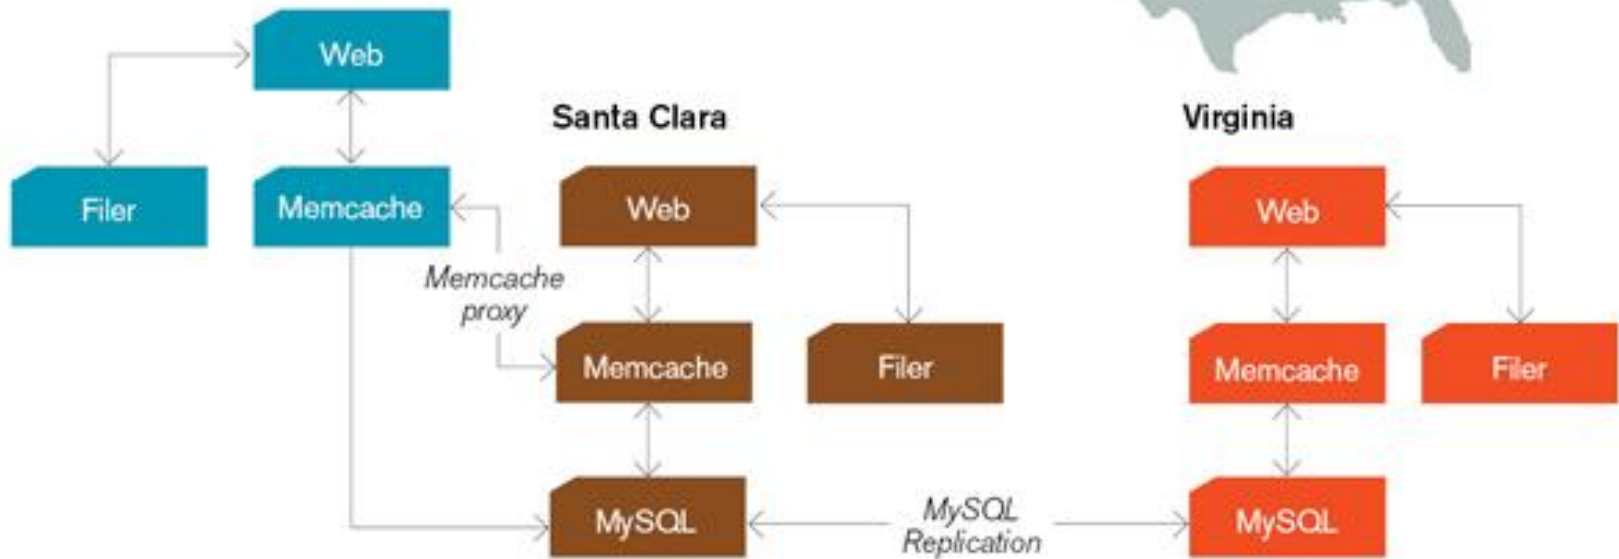 Web
Santa Clara
Virginia
Filer
Memcache
Web
Web
Memcache
proxy
Memcache
Filer
Memcache
Filer
MySQL
MySQL
Replication
MySQL